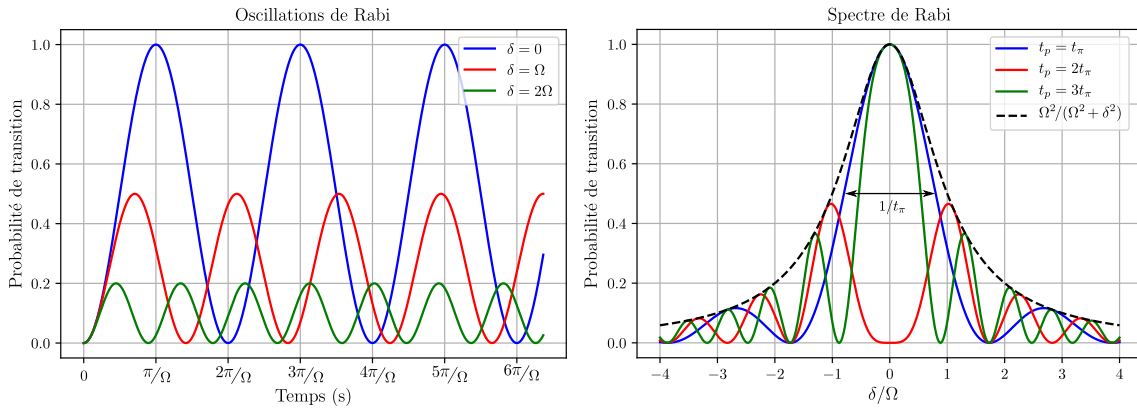 Oscillations de Rabi
Probabilité de transition
1.0
0.8
0.6
0.4
0.2
0.0
δ = 0
δ = Ω
δ = 2Ω
0
π/Ω
2π/Ω
3π/Ω
4π/Ω
5π/Ω
6π/Ω
Temps (s)
Spectre de Rabi
Probabilité de transition
1.0
0.8
0.6
0.4
0.2
0.0
t_p = t_π
t_p = 2t_π
t_p = 3t_π
Ω²/(Ω² + δ²)
1/t_π
−4
−3
−2
−1
0
1
2
3
4
δ/Ω